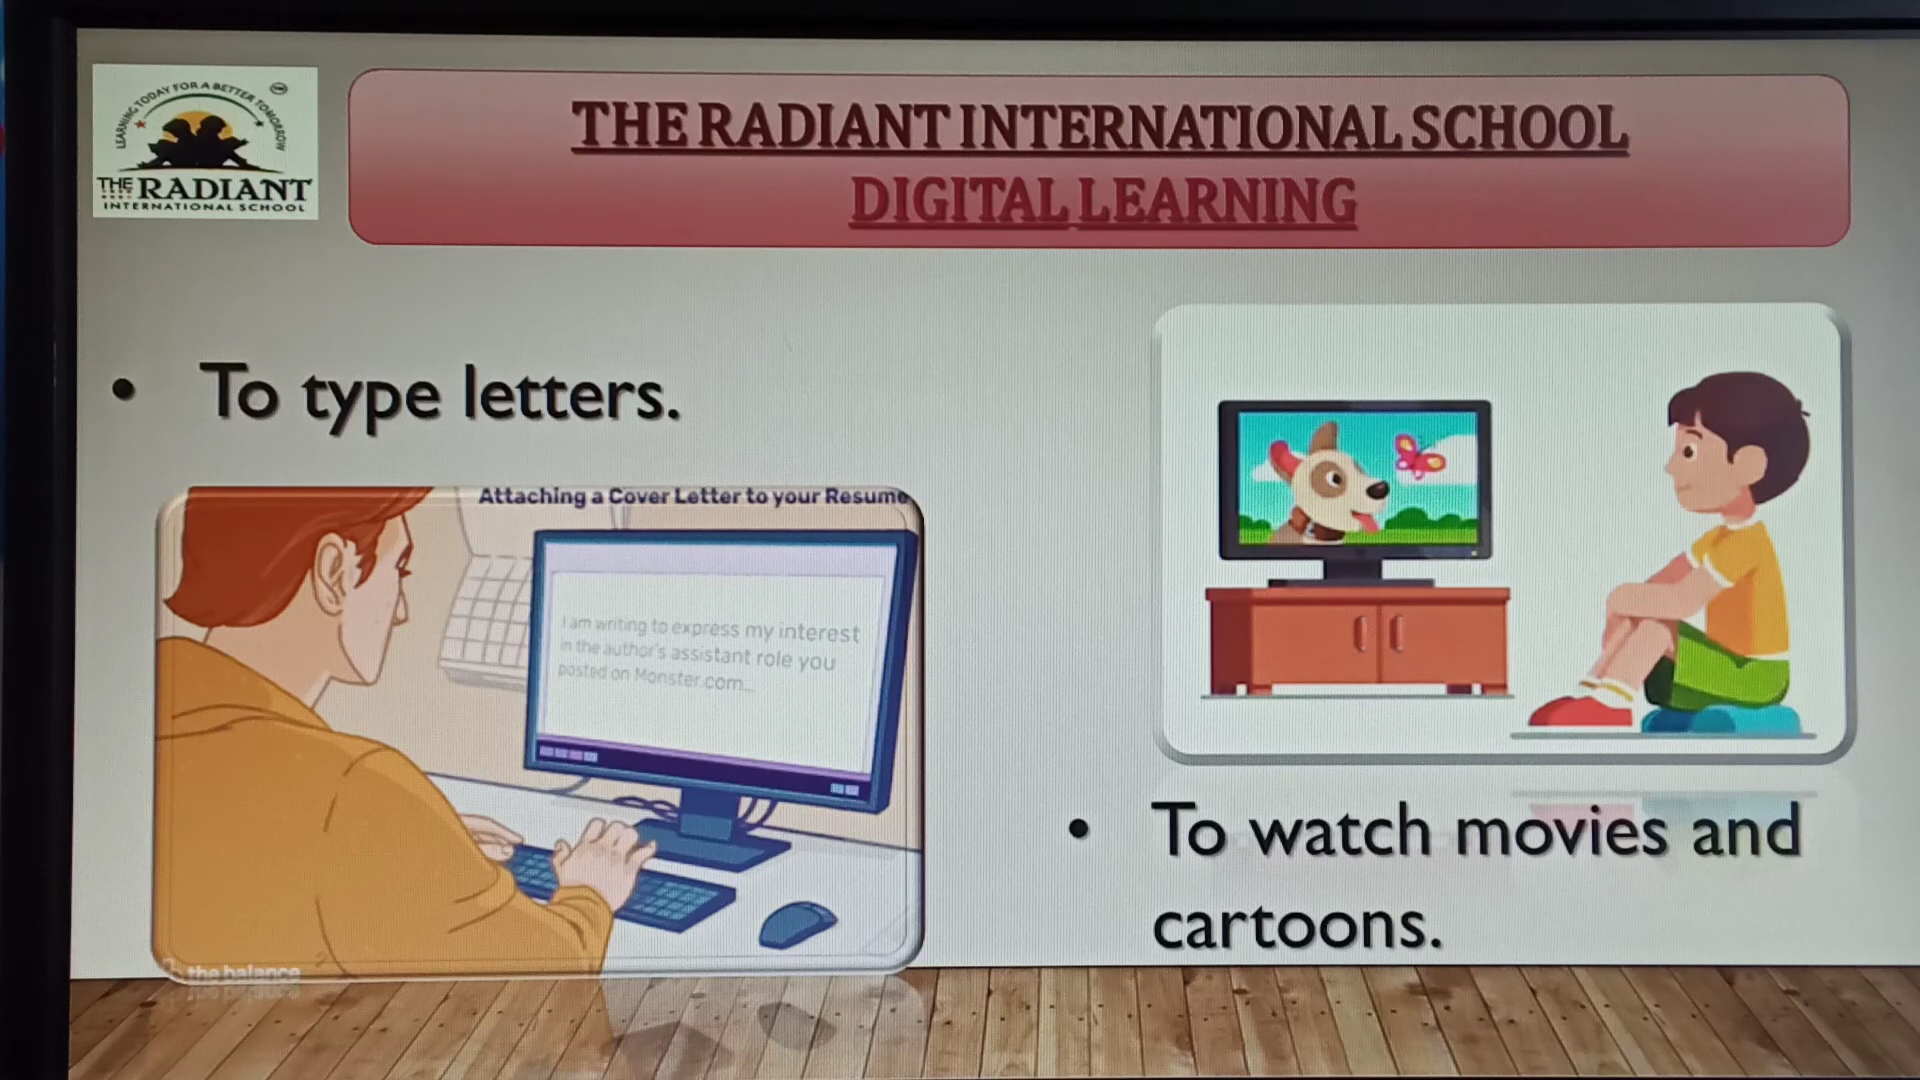 LEARNING TODAY FOR A BETTER TOMORROW
THE RADIANT
INTERNATIONAL SCHOOL
THE RADIANT INTERNATIONAL SCHOOL
DIGITAL LEARNING
• To type letters.
Attaching a Cover Letter to your Resume
I am writing to express my interest
in the author's assistant role you
posted on Monster.com...
the balance
• To watch movies and
cartoons.